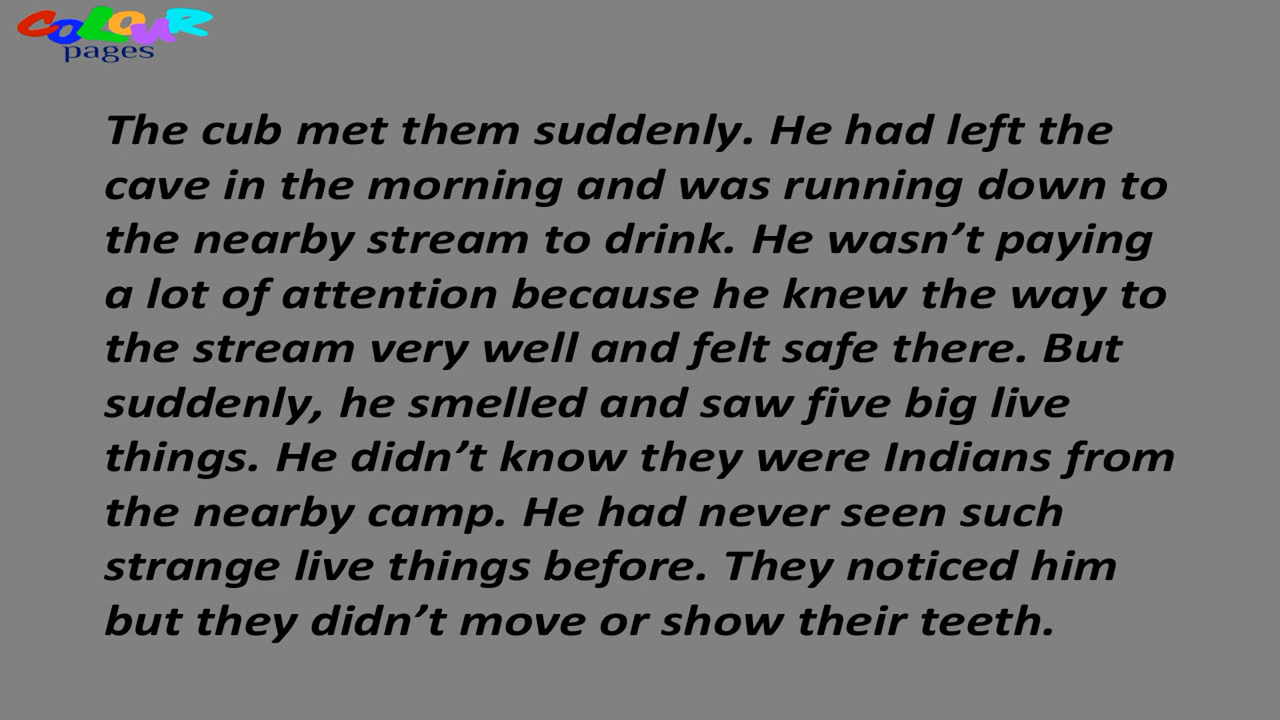 COLOUR
pages
The cub met them suddenly. He had left the
cave in the morning and was running down to
the nearby stream to drink. He wasn’t paying
a lot of attention because he knew the way to
the stream very well and felt safe there. But
suddenly, he smelled and saw five big live
things. He didn’t know they were Indians from
the nearby camp. He had never seen such
strange live things before. They noticed him
but they didn’t move or show their teeth.